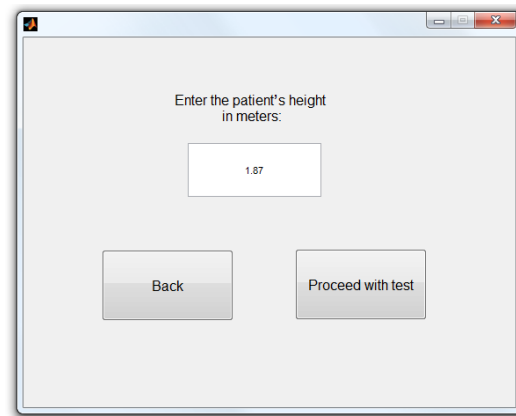 Enter the patient's height
in meters:
1.87
Back
Proceed with test